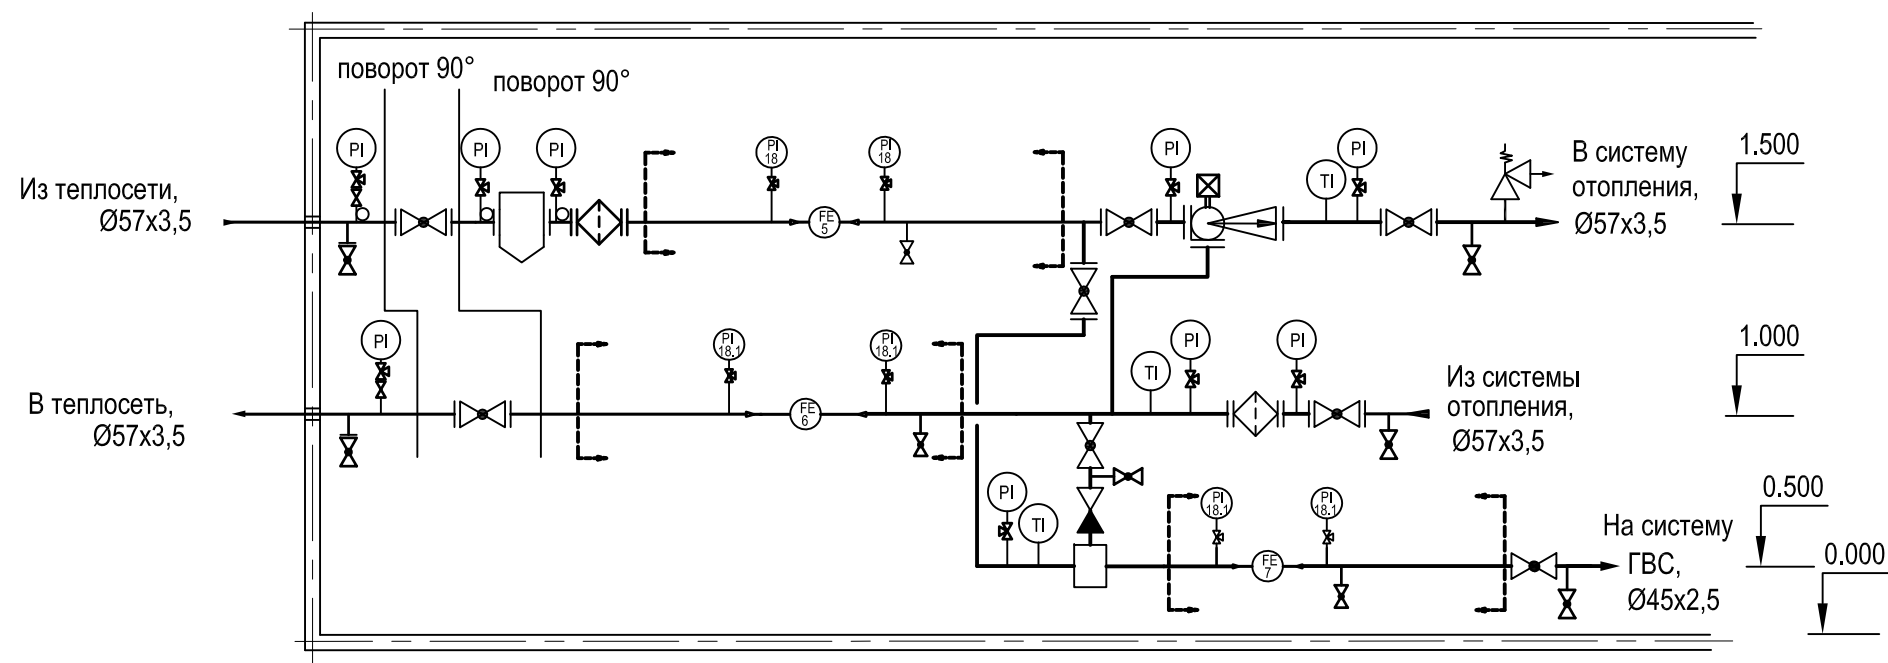 поворот 90°
поворот 90°
PI
PI
PI
PI
18
PI
18
PI
TI
PI
В систему
отопления,
Ø57x3,5
1.500
Из теплосети,
Ø57x3,5
FE
5
PI
PI
18.1
PI
18.1
TI
PI
PI
1.000
Из системы
отопления,
Ø57x3,5
В теплосеть,
Ø57x3,5
FE
6
PI
TI
PI
18.1
PI
18.1
0.500
На систему
ГВС,
Ø45x2,5
0.000
FE
7